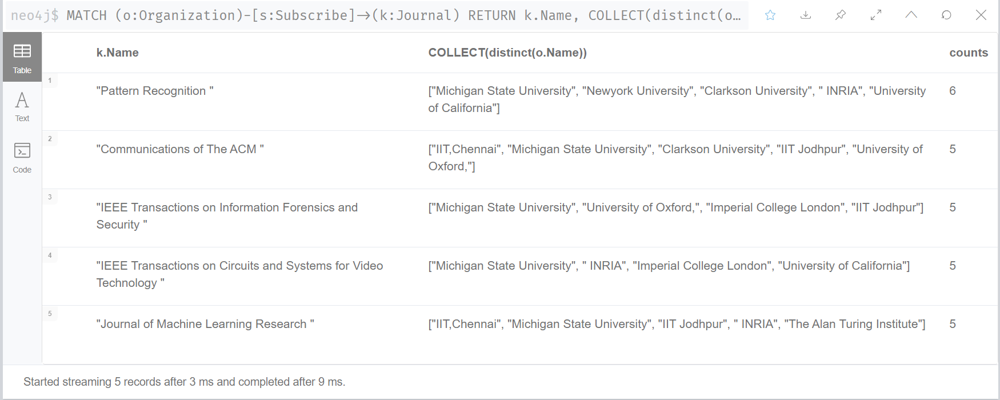 neo4j$ MATCH (o:Organization)-[s:Subscribe]→(k:Journal) RETURN k.Name, COLLECT(distinct(o…
Table
Text
Code
k.Name COLLECT(distinct(o.Name)) counts
1
"Pattern Recognition " ["Michigan State University", "Newyork University", "Clarkson University", " INRIA", "University 6
of California"]
2
"Communications of The ACM " ["IIT,Chennai", "Michigan State University", "Clarkson University", "IIT Jodhpur", "University of 5
Oxford,"]
3
"IEEE Transactions on Information Forensics and ["Michigan State University", "University of Oxford,", "Imperial College London", "IIT Jodhpur"] 5
Security "
4
"IEEE Transactions on Circuits and Systems for Video ["Michigan State University", " INRIA", "Imperial College London", "University of California"] 5
Technology "
5
"Journal of Machine Learning Research " ["IIT,Chennai", "Michigan State University", "IIT Jodhpur", " INRIA", "The Alan Turing Institute"] 5
Started streaming 5 records after 3 ms and completed after 9 ms.